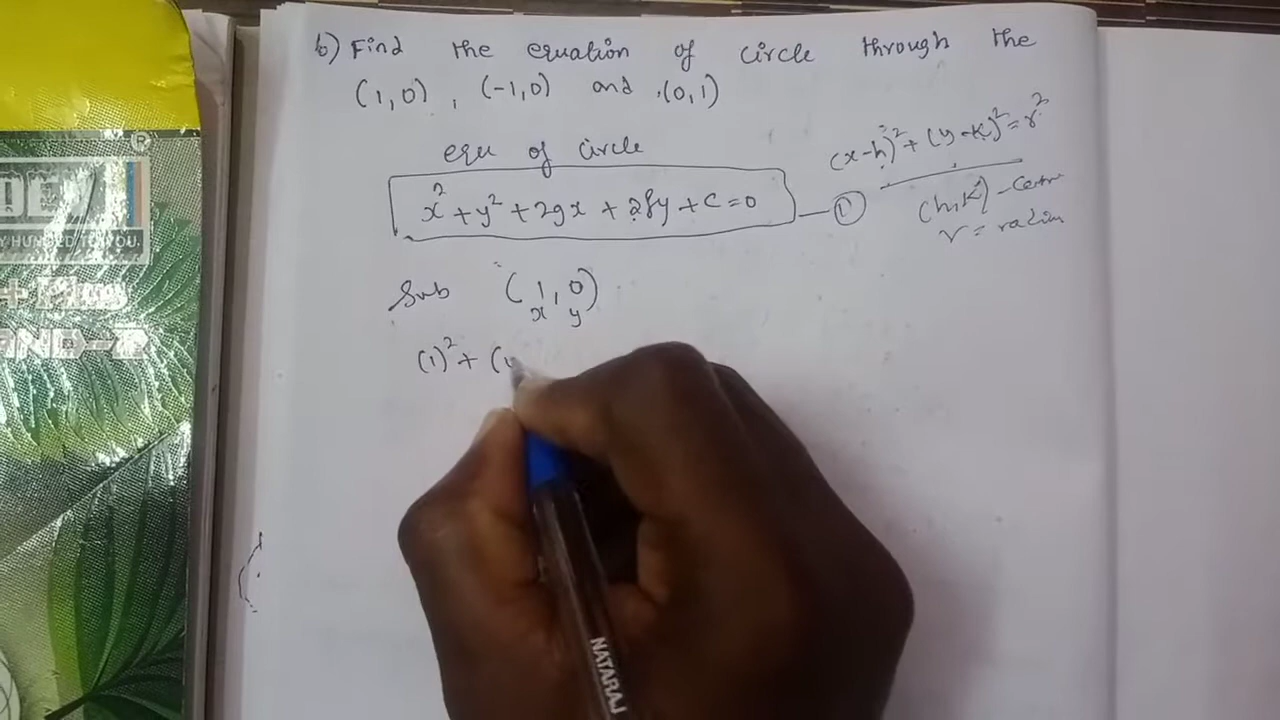 b) Find the equation of circle through the
(1,0), (-1,0) and (0,1)
equ of circle
(x-h)² + (y-k)² = r²
x² + y² + 2gx + 2fy + c = 0 — ①
(h,k) - Centre
r = radius
Sub (1, 0)
x y
(1)² + (
NATARAJ